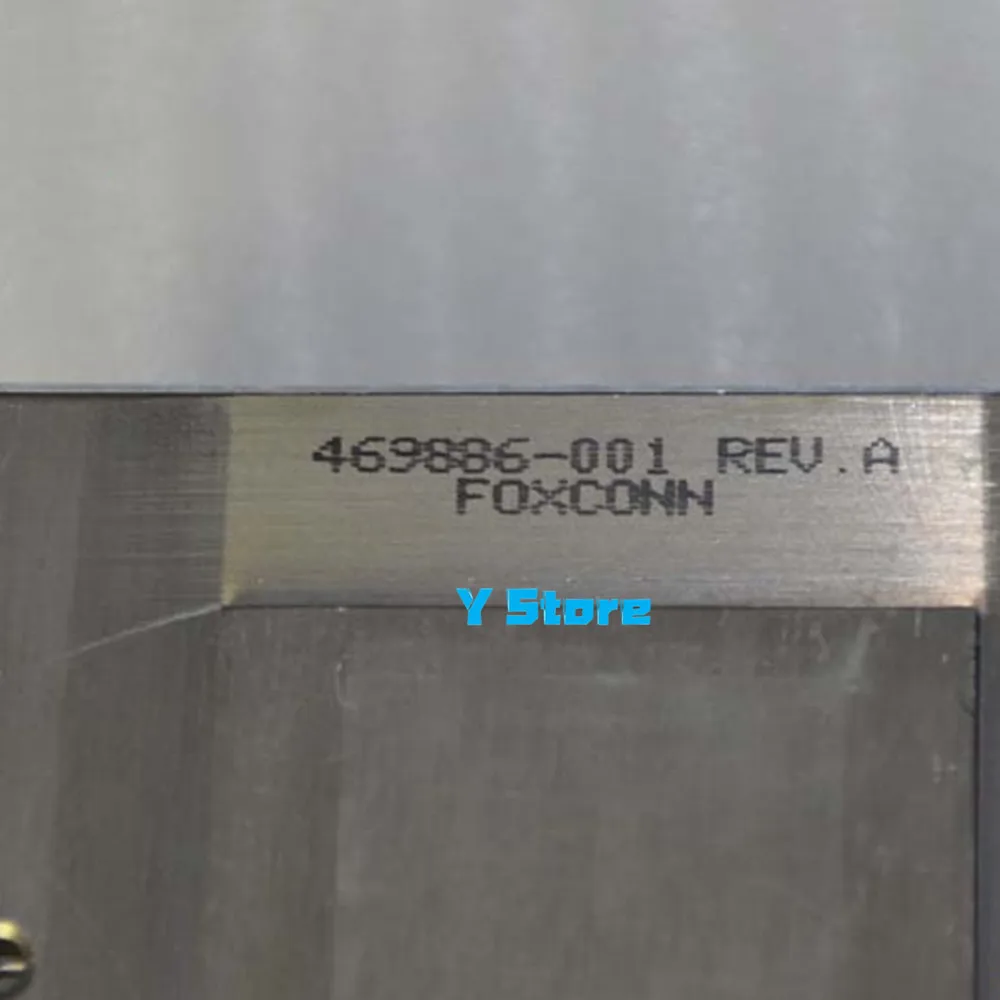 469886-001 REV.A
FOXCONN
Y Store